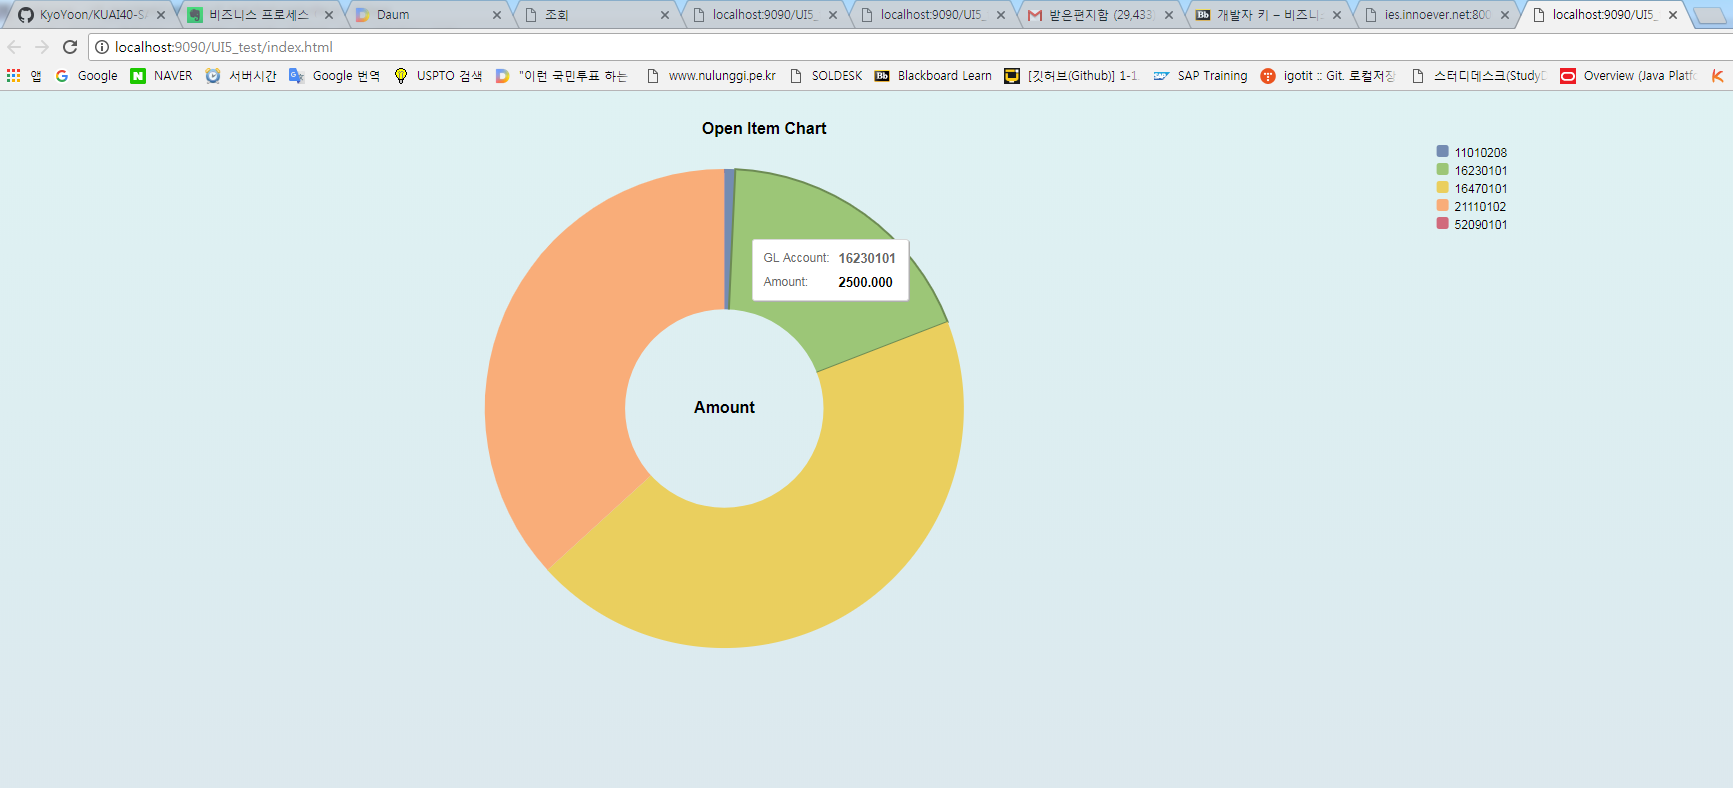 KyoYoon/KUAI40-SA
비즈니스 프로세스
Daum
조회
localhost:9090/UI5_
localhost:9090/UI5_
받은편지함 (29,433)
Bb 개발자 키 – 비즈니
ies.innoever.net:800
localhost:9090/UI5_
localhost:9090/UI5_test/index.html
앱
Google
NAVER
서버시간
Google 번역
USPTO 검색
"이런 국민투표 하는
www.nulunggi.pe.kr
SOLDESK
Bb Blackboard Learn
[깃허브(Github)] 1-1.
SAP Training
igotit :: Git. 로컬저장
스터디데스크(StudyD
Overview (Java Platfo
Open Item Chart
11010208
16230101
16470101
21110102
52090101
GL Account: 16230101
Amount: 2500.000
Amount